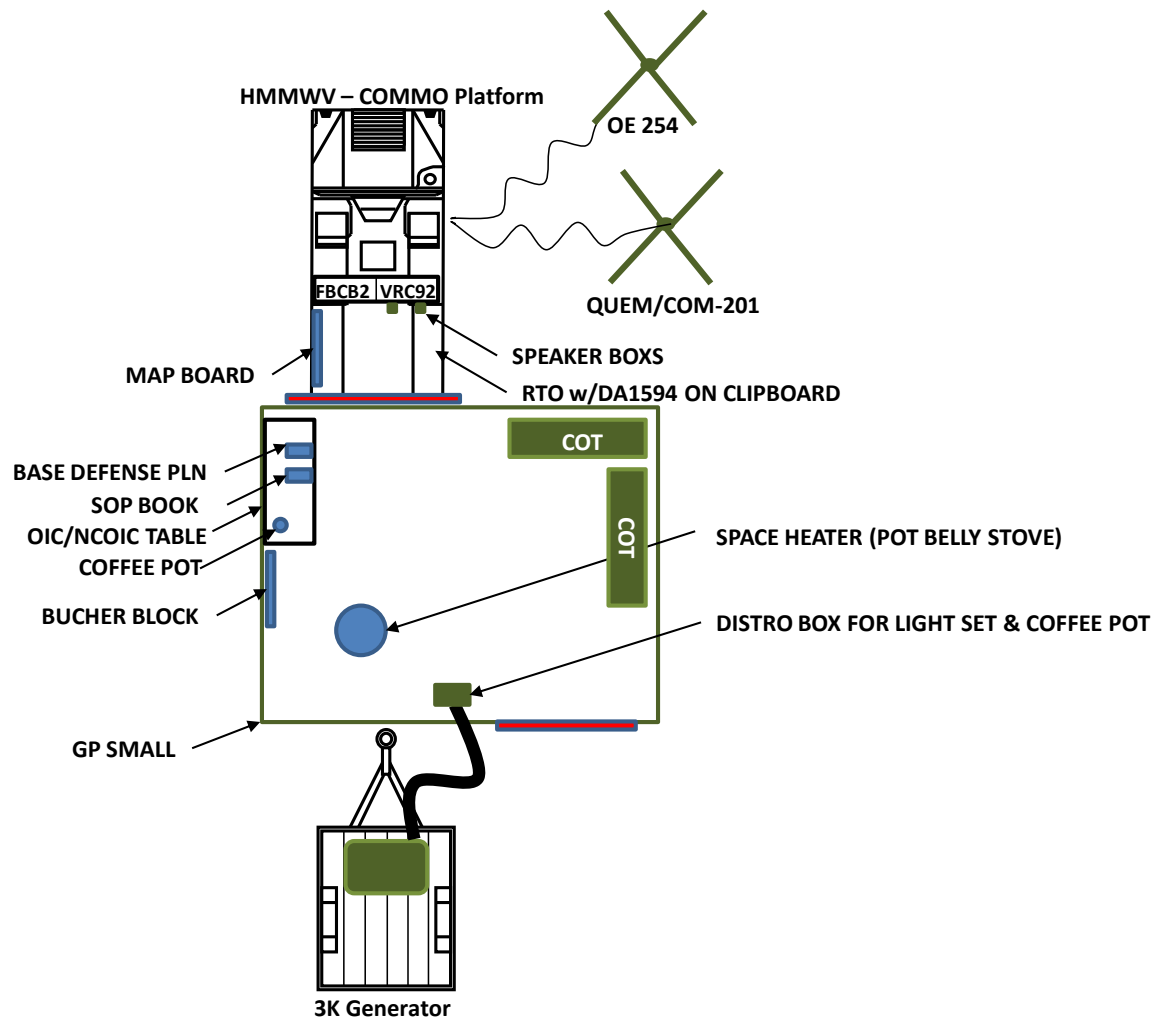 HMMWV – COMMO Platform
OE 254
QUEM/COM-201
FBCB2
VRC92
SPEAKER BOXS
MAP BOARD
RTO w/DA1594 ON CLIPBOARD
COT
BASE DEFENSE PLN
SOP BOOK
OIC/NCOIC TABLE
COFFEE POT
COT
SPACE HEATER (POT BELLY STOVE)
BUCHER BLOCK
DISTRO BOX FOR LIGHT SET & COFFEE POT
GP SMALL
3K Generator